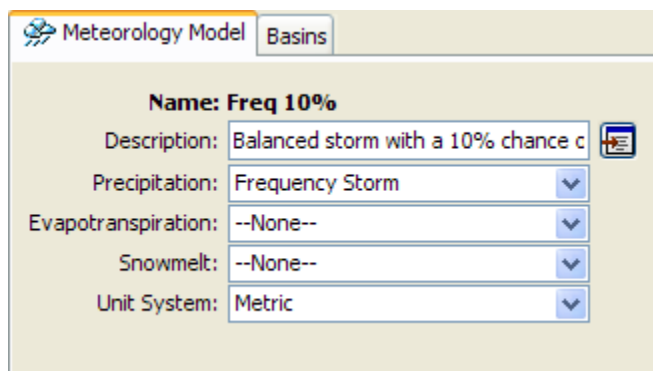 Meteorology Model Basins
Name: Freq 10%
Description: Balanced storm with a 10% chance c
Precipitation: Frequency Storm
Evapotranspiration: --None--
Snowmelt: --None--
Unit System: Metric